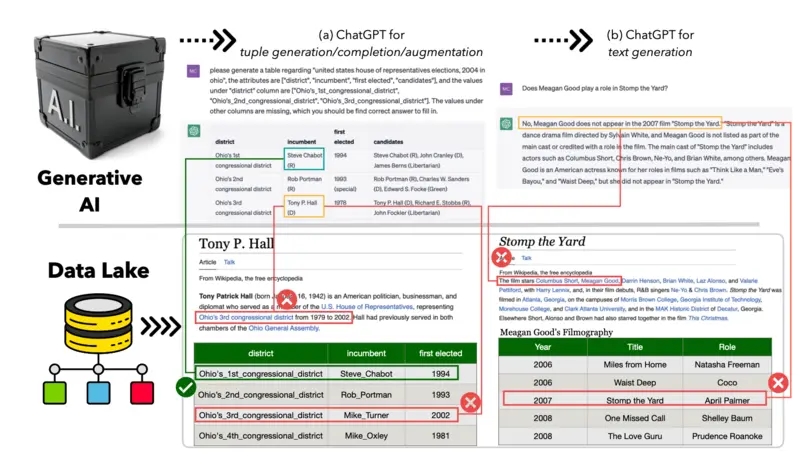 A.I.
Generative
AI
(a) ChatGPT for
tuple generation/completion/augmentation
MC
please generate a table regarding "united states house of representatives elections, 2004 in
ohio", the attributes are ["district", "incumbent", "first elected", "candidates"], and the values
under "district" column are ["Ohio's_1st_congressional_district",
"Ohio's_2nd_congressional_district", "Ohio's_3rd_congressional_district"]. The values under
other columns are missing, which you should be find correct answer to fill in.
district incumbent first elected candidates
Ohio's 1st congressional district Steve Chabot (R) 1994 Steve Chabot (R), John Cranley (D), James Berns (Libertarian)
Ohio's 2nd congressional district Rob Portman (R) 1993 (special) Rob Portman (R), Charles W. Sanders (D), Edward S. Focke (Green)
Ohio's 3rd congressional district Tony P. Hall (D) 1978 Tony P. Hall (D), Richard E. Stobbs (R), John Fockler (Libertarian)
(b) ChatGPT for
text generation
MC
Does Meagan Good play a role in Stomp the Yard?
No, Meagan Good does not appear in the 2007 film "Stomp the Yard." "Stomp the Yard" is a
dance drama film directed by Sylvain White, and Meagan Good is not listed as part of the
main cast or credited with a role in the film. The main cast of "Stomp the Yard" includes
actors such as Columbus Short, Chris Brown, Ne-Yo, and Brian White, among others. Meagan
Good is an American actress known for her roles in films such as "Think Like a Man," "Eve's
Bayou," and "Waist Deep," but she did not appear in "Stomp the Yard."
Data Lake
Tony P. Hall
Article Talk
From Wikipedia, the free encyclopedia
Tony Patrick Hall (born January 16, 1942) is an American politician, businessman, and
diplomat who served as a member of the U.S. House of Representatives, representing
Ohio's 3rd congressional district from 1979 to 2002. Hall had previously served in both
chambers of the Ohio General Assembly.
district incumbent first elected
Ohio's_1st_congressional_district Steve_Chabot 1994
Ohio's_2nd_congressional_district Rob_Portman 1993
Ohio's_3rd_congressional_district Mike_Turner 2002
Ohio's_4th_congressional_district Mike_Oxley 1981
Stomp the Yard
Talk
From Wikipedia, the free encyclopedia
The film stars Columbus Short, Meagan Good, Darrin Henson, Brian White, Laz Alonso, and Valarie
Pettiford, with Harry Lennix, and, in their film debuts, R&B singers Ne-Yo & Chris Brown. Stomp the Yard was
filmed in Atlanta, Georgia, on the campuses of Morris Brown College, Georgia Institute of Technology,
Morehouse College, and Clark Atlanta University, and in the MAK Historic District of Decatur, Georgia.
Elsewhere Short, Alonso and Brown had also starred together in the film This Christmas.
Meagan Good's Filmography
Year Title Role
2006 Miles from Home Natasha Freeman
2006 Waist Deep Coco
2007 Stomp the Yard April Palmer
2008 One Missed Call Shelley Baum
2008 The Love Guru Prudence Roanoke